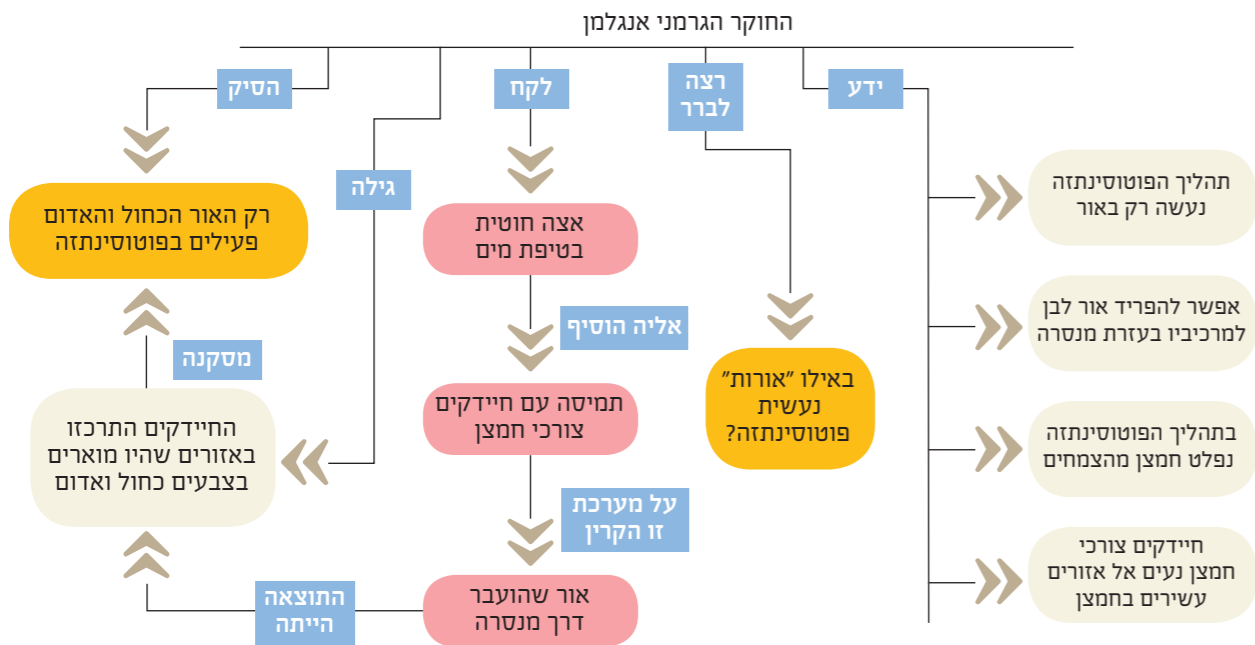 החוקר הגרמני אנגלמן
ידע
תהליך הפוטוסינתזה
נעשה רק באור
אפשר להפריד אור לבן
למרכיביו בעזרת מנסרה
בתהליך הפוטוסינתזה
נפלט חמצן מהצמחים
חיידקים צורכי
חמצן נעים אל אזורים
עשירים בחמצן
רצה
לברר
באילו "אורות"
נעשית
פוטוסינתזה?
לקח
אצה חוטית
בטיפת מים
אליה הוסיף
תמיסה עם חיידקים
צורכי חמצן
על מערכת
זו הקרין
אור שהועבר
דרך מנסרה
התוצאה
הייתה
גילה
החיידקים התרכזו
באזורים שהיו מוארים
בצבעים כחול ואדום
מסקנה
הסיק
רק האור הכחול והאדום
פעילים בפוטוסינתזה